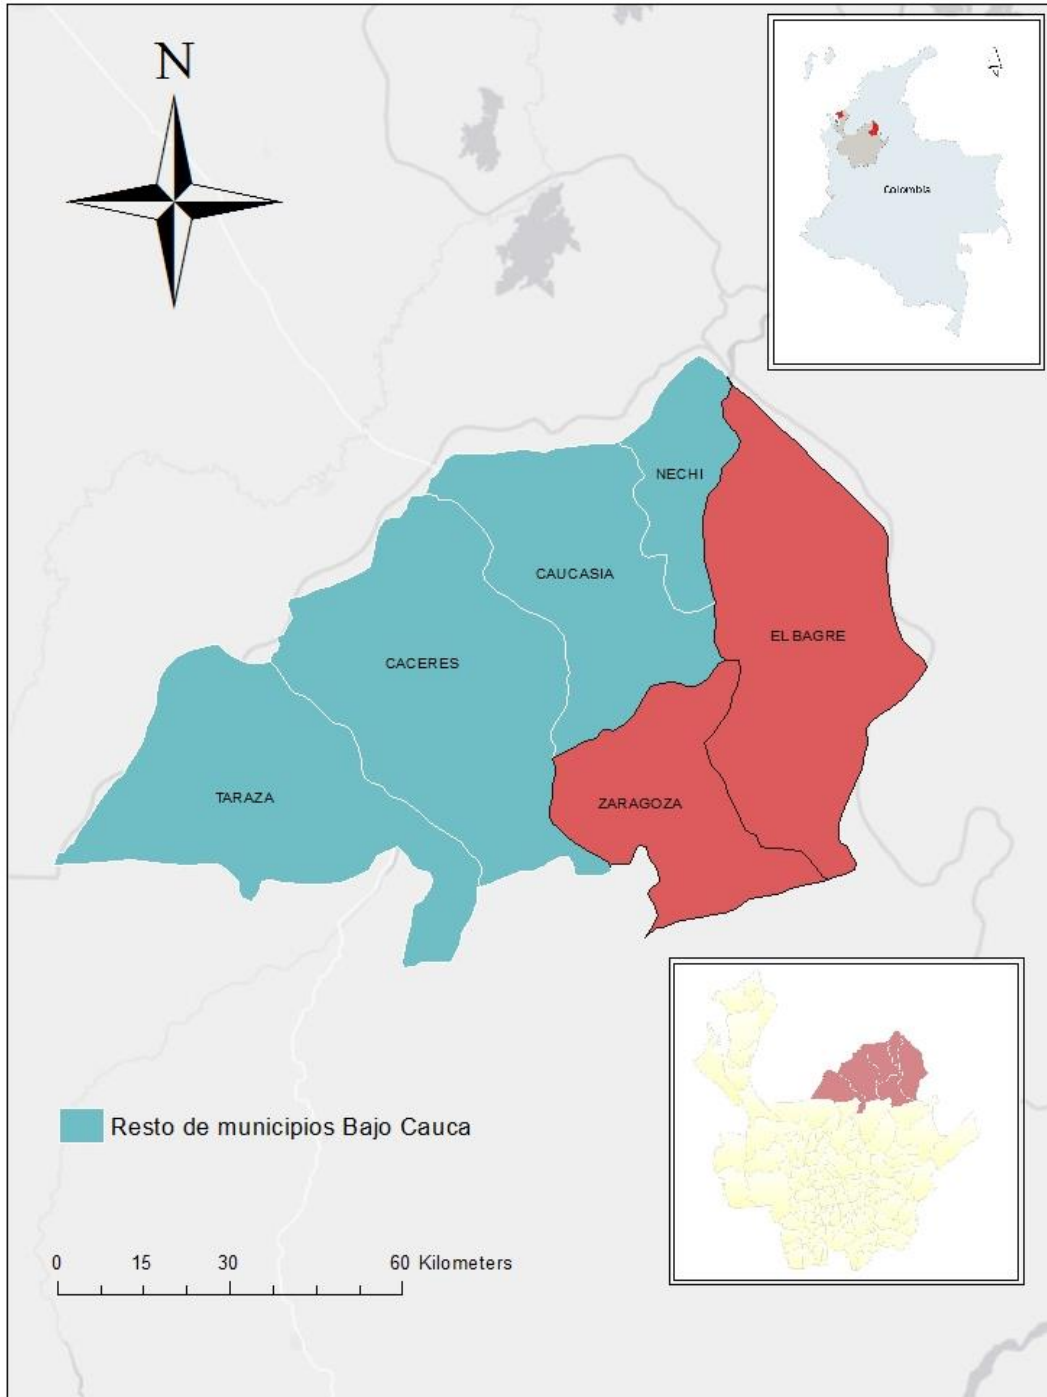 N
Colombia
NECHI
CAUCASIA
EL BAGRE
CACERES
TARAZA
ZARAGOZA
Resto de municipios Bajo Cauca
0 15 30 60 Kilometers